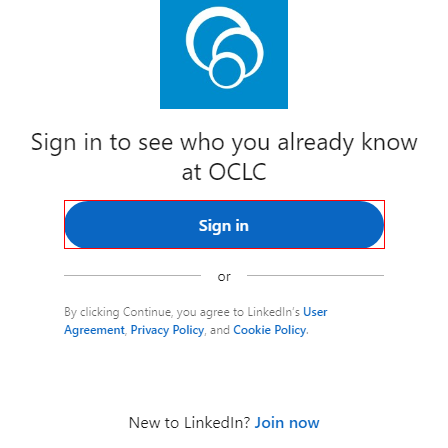 Sign in to see who you already know
at OCLC
Sign in
or
By clicking Continue, you agree to LinkedIn's User
Agreement, Privacy Policy, and Cookie Policy.
New to LinkedIn? Join now